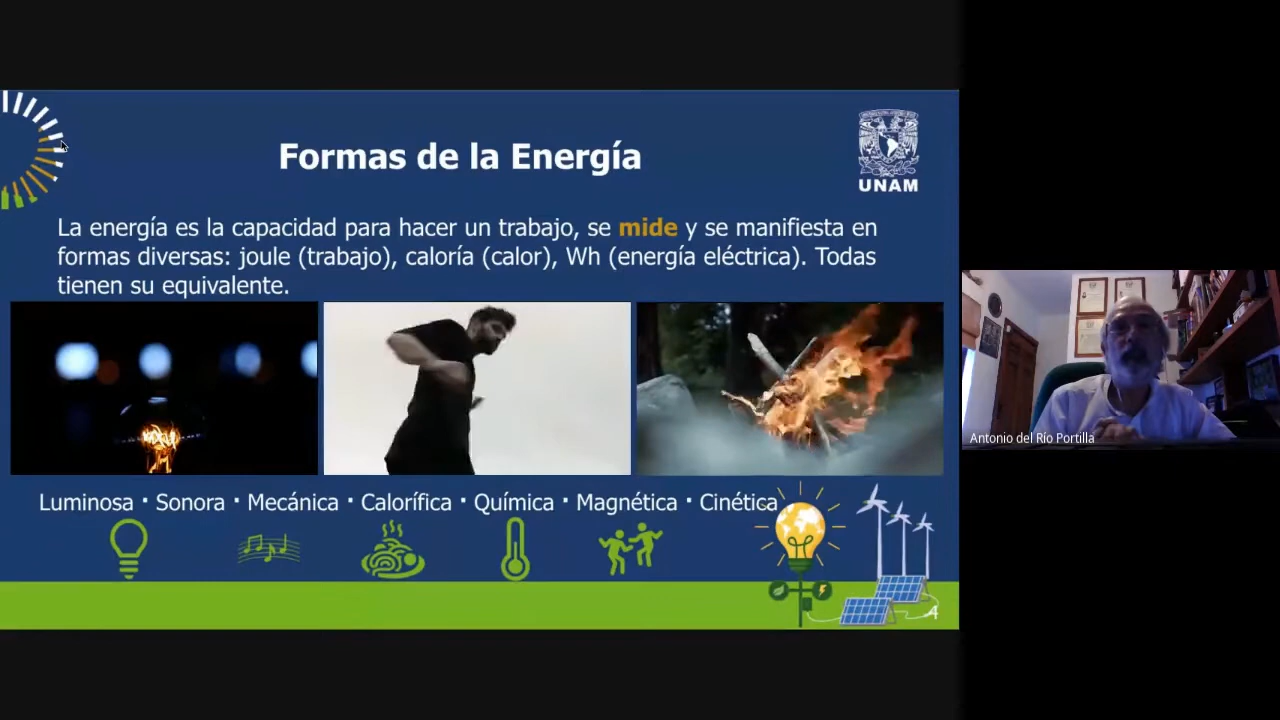 Formas de la Energía
UNAM
La energía es la capacidad para hacer un trabajo, se mide y se manifiesta en
formas diversas: joule (trabajo), caloría (calor), Wh (energía eléctrica). Todas
tienen su equivalente.
Luminosa · Sonora · Mecánica · Calorífica · Química · Magnética · Cinética
4
Antonio del Río Portilla